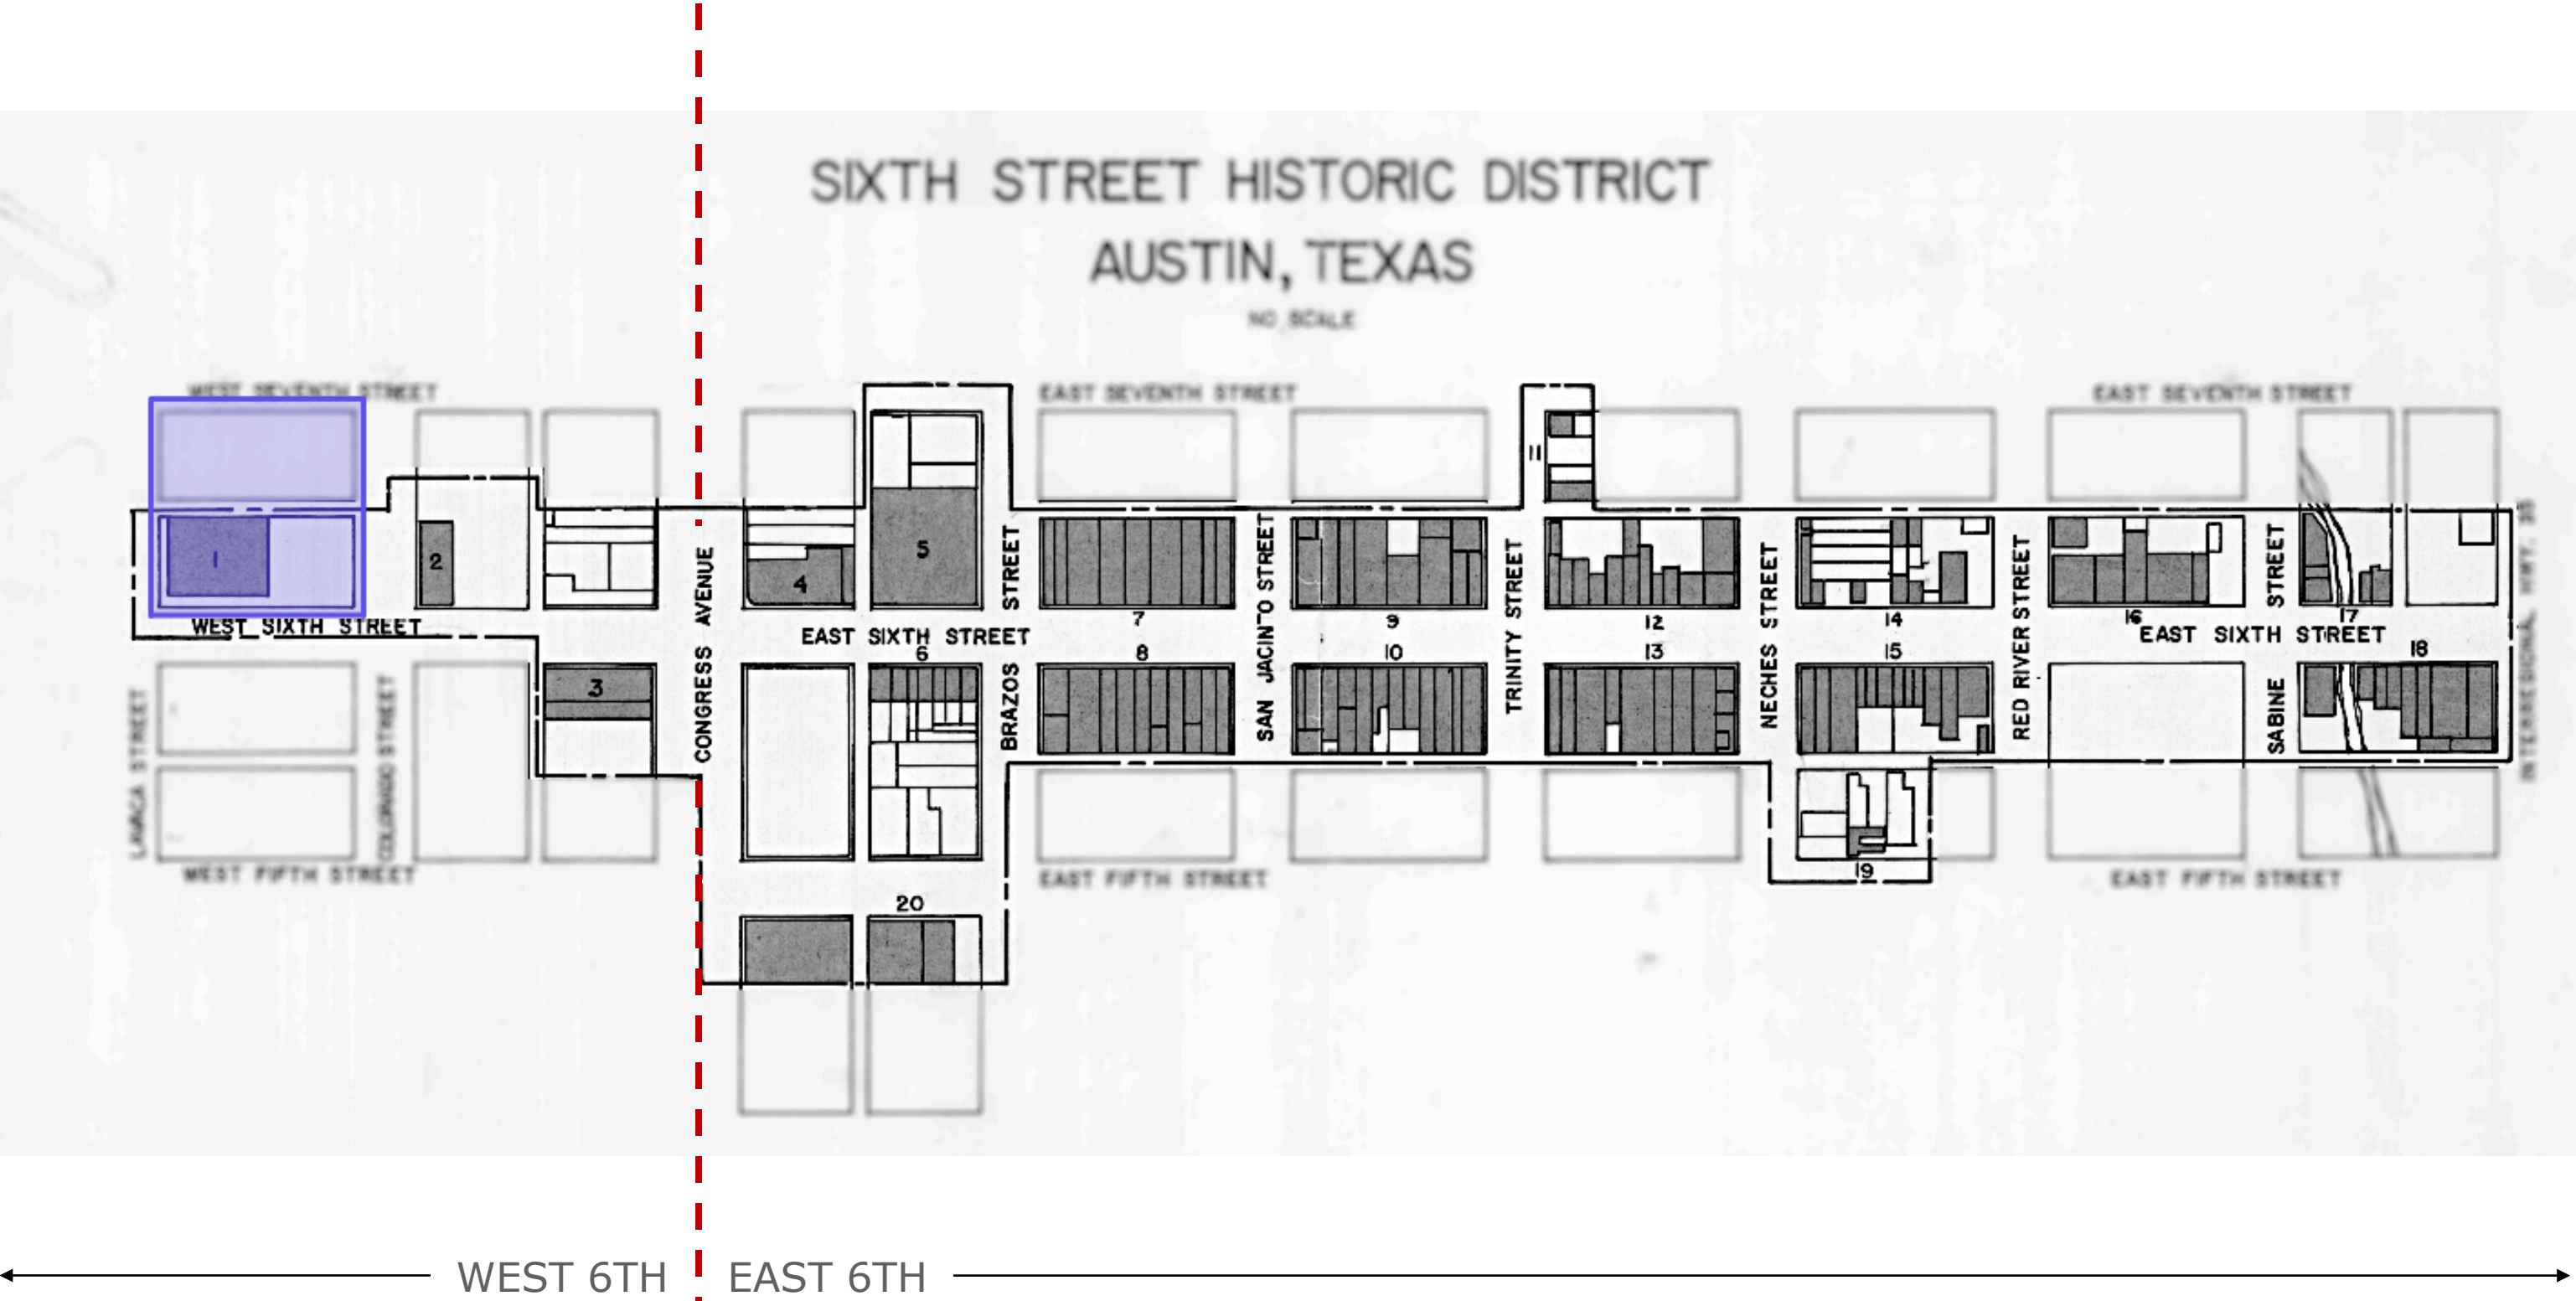 SIXTH STREET HISTORIC DISTRICT
AUSTIN, TEXAS
NO SCALE
WEST SEVENTH STREET
EAST SEVENTH STREET
EAST SEVENTH STREET
1
2
3
4
5
6
7
8
9
10
11
12
13
14
15
16
17
18
19
20
WEST SIXTH STREET
EAST SIXTH STREET
EAST SIXTH STREET
LAVACA STREET
COLORADO STREET
CONGRESS AVENUE
BRAZOS STREET
SAN JACINTO STREET
TRINITY STREET
NECHES STREET
RED RIVER STREET
SABINE STREET
INTERREGIONAL HWY. 35
WEST FIFTH STREET
EAST FIFTH STREET
EAST FIFTH STREET
WEST 6TH
EAST 6TH